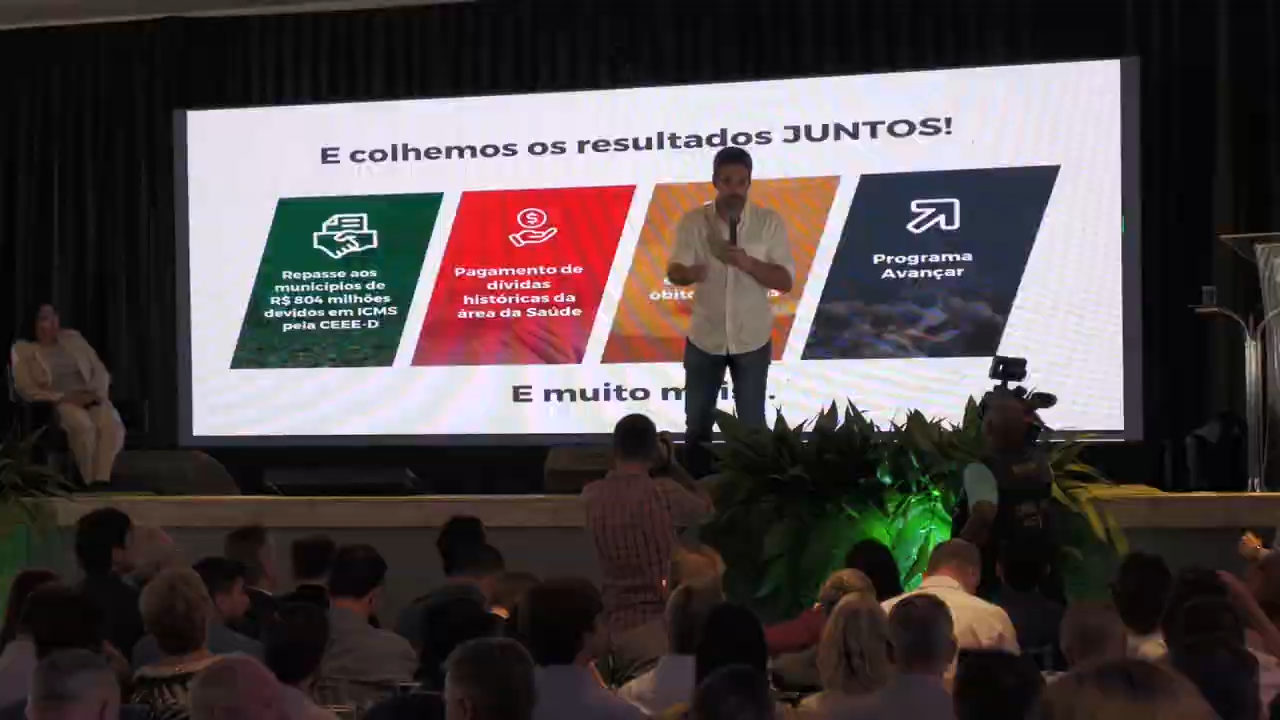 E colhemos os resultados JUNTOS!
Repasse aos
municípios de
R$ 804 milhões
devidos em ICMS
pela CEEE-D
Pagamento de
dívidas
históricas da
área da Saúde
Programa
Avançar
E muito